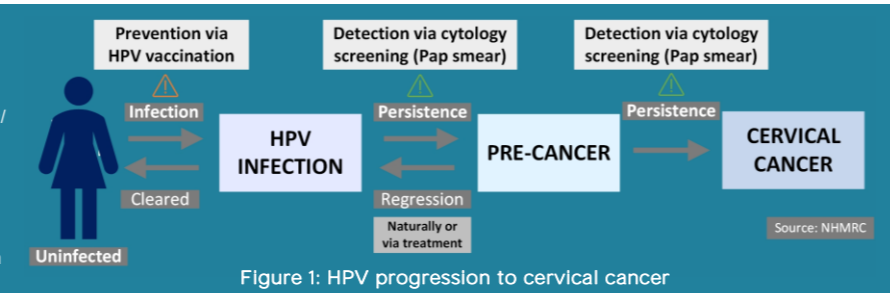 Prevention via
HPV vaccination
Detection via cytology
screening (Pap smear)
Detection via cytology
screening (Pap smear)
/
Infection
Persistence
Persistence
HPV
INFECTION
PRE-CANCER
CERVICAL
CANCER
Cleared
Regression
Naturally or
via treatment
Source: NHMRC
Uninfected
Figure 1: HPV progression to cervical cancer